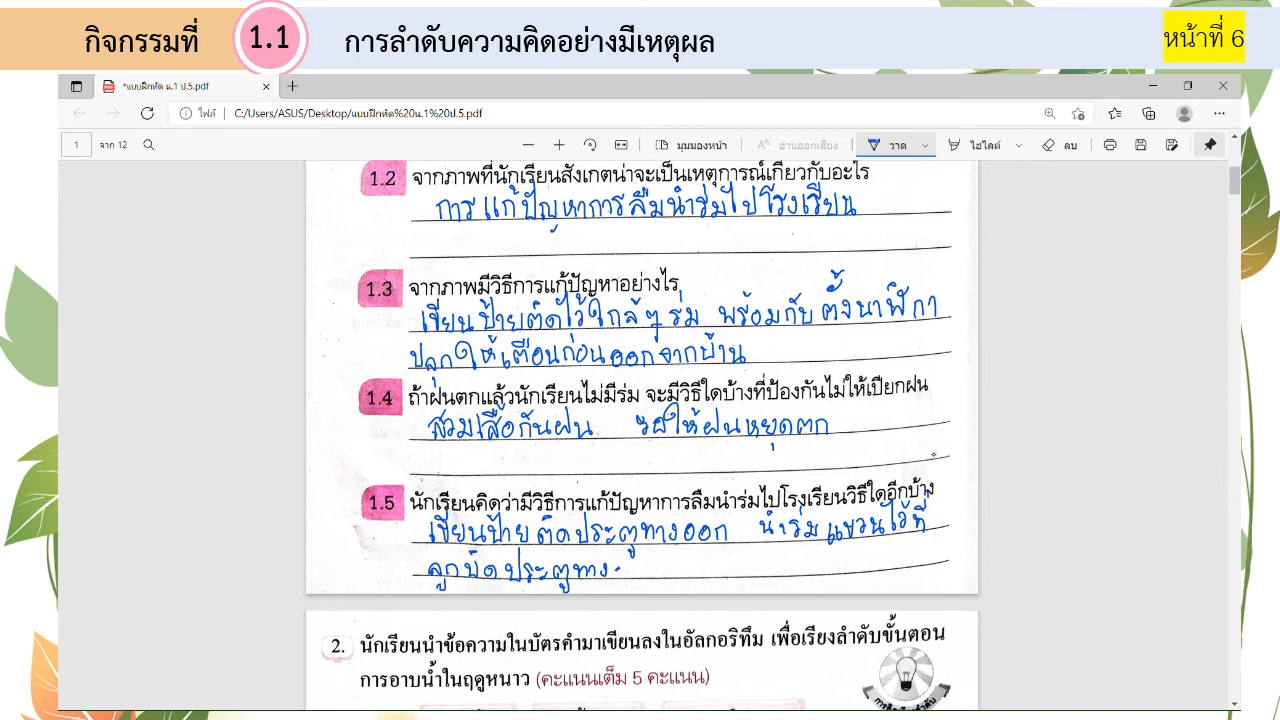 กิจกรรมที่ 1.1 การลำดับความคิดอย่างมีเหตุผล หน้าที่ 6
*แบบฝึกหัด น.1 ป.5.pdf
ไฟล์ C:/Users/ASUS/Desktop/แบบฝึกหัด%20น.1%20ป.5.pdf
1 จาก 12 มุมมองหน้า อ่านออกเสียง วาด ไฮไลต์ ลบ
1.2 จากภาพที่นักเรียนสังเกตน่าจะเป็นเหตุการณ์เกี่ยวกับอะไร
การแก้ปัญหาการลืมนำร่มไปโรงเรียน
1.3 จากภาพมีวิธีการแก้ปัญหาอย่างไร
เขียนป้ายติดไว้ใกล้ๆร่ม พร้อมกับตั้งนาฬิกา
ปลุกให้เตือนก่อนออกจากบ้าน
1.4 ถ้าฝนตกแล้วนักเรียนไม่มีร่ม จะมีวิธีใดบ้างที่ป้องกันไม่ให้เปียกฝน
สวมเสื้อกันฝน รอให้ฝนหยุดตก
1.5 นักเรียนคิดว่ามีวิธีการแก้ปัญหาการลืมนำร่มไปโรงเรียนวิธีใดอีกบ้าง
เขียนป้ายติดประตูทางออก นำร่มแขวนไว้ที่
ลูกบิดประตูทาง
2. นักเรียนนำข้อความในบัตรคำมาเขียนลงในอัลกอริทึม เพื่อเรียงลำดับขั้นตอน
การอาบน้ำในฤดูหนาว (คะแนนเต็ม 5 คะแนน)